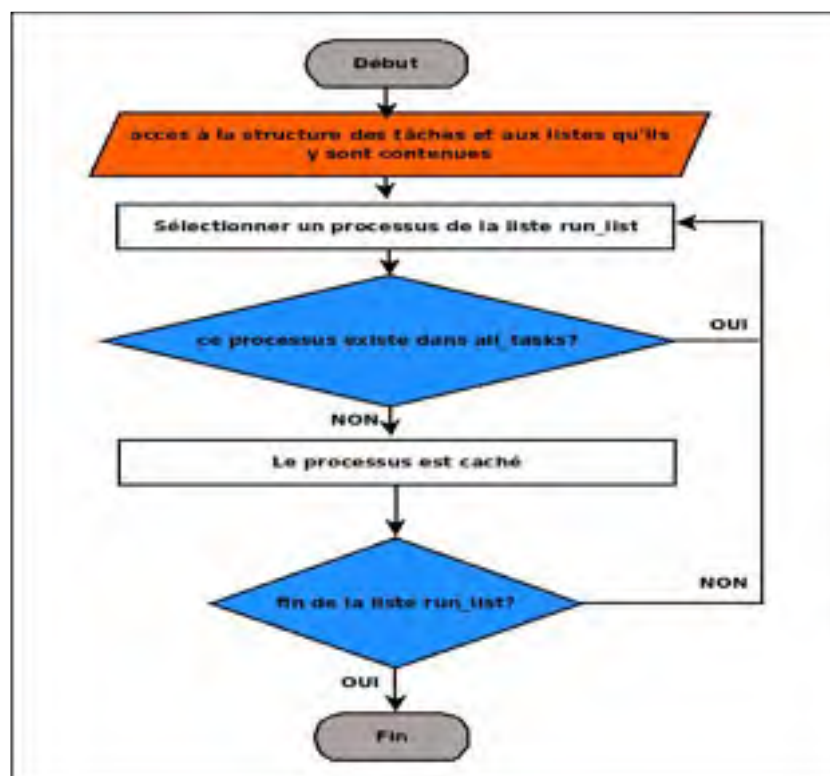 Début
accès à la structure des tâches et aux listes qu'ils
y sont contenues
Sélectionner un processus de la liste run_list
ce processus existe dans all_tasks?
OUI
NON
Le processus est caché
fin de la liste run_list?
NON
OUI
Fin